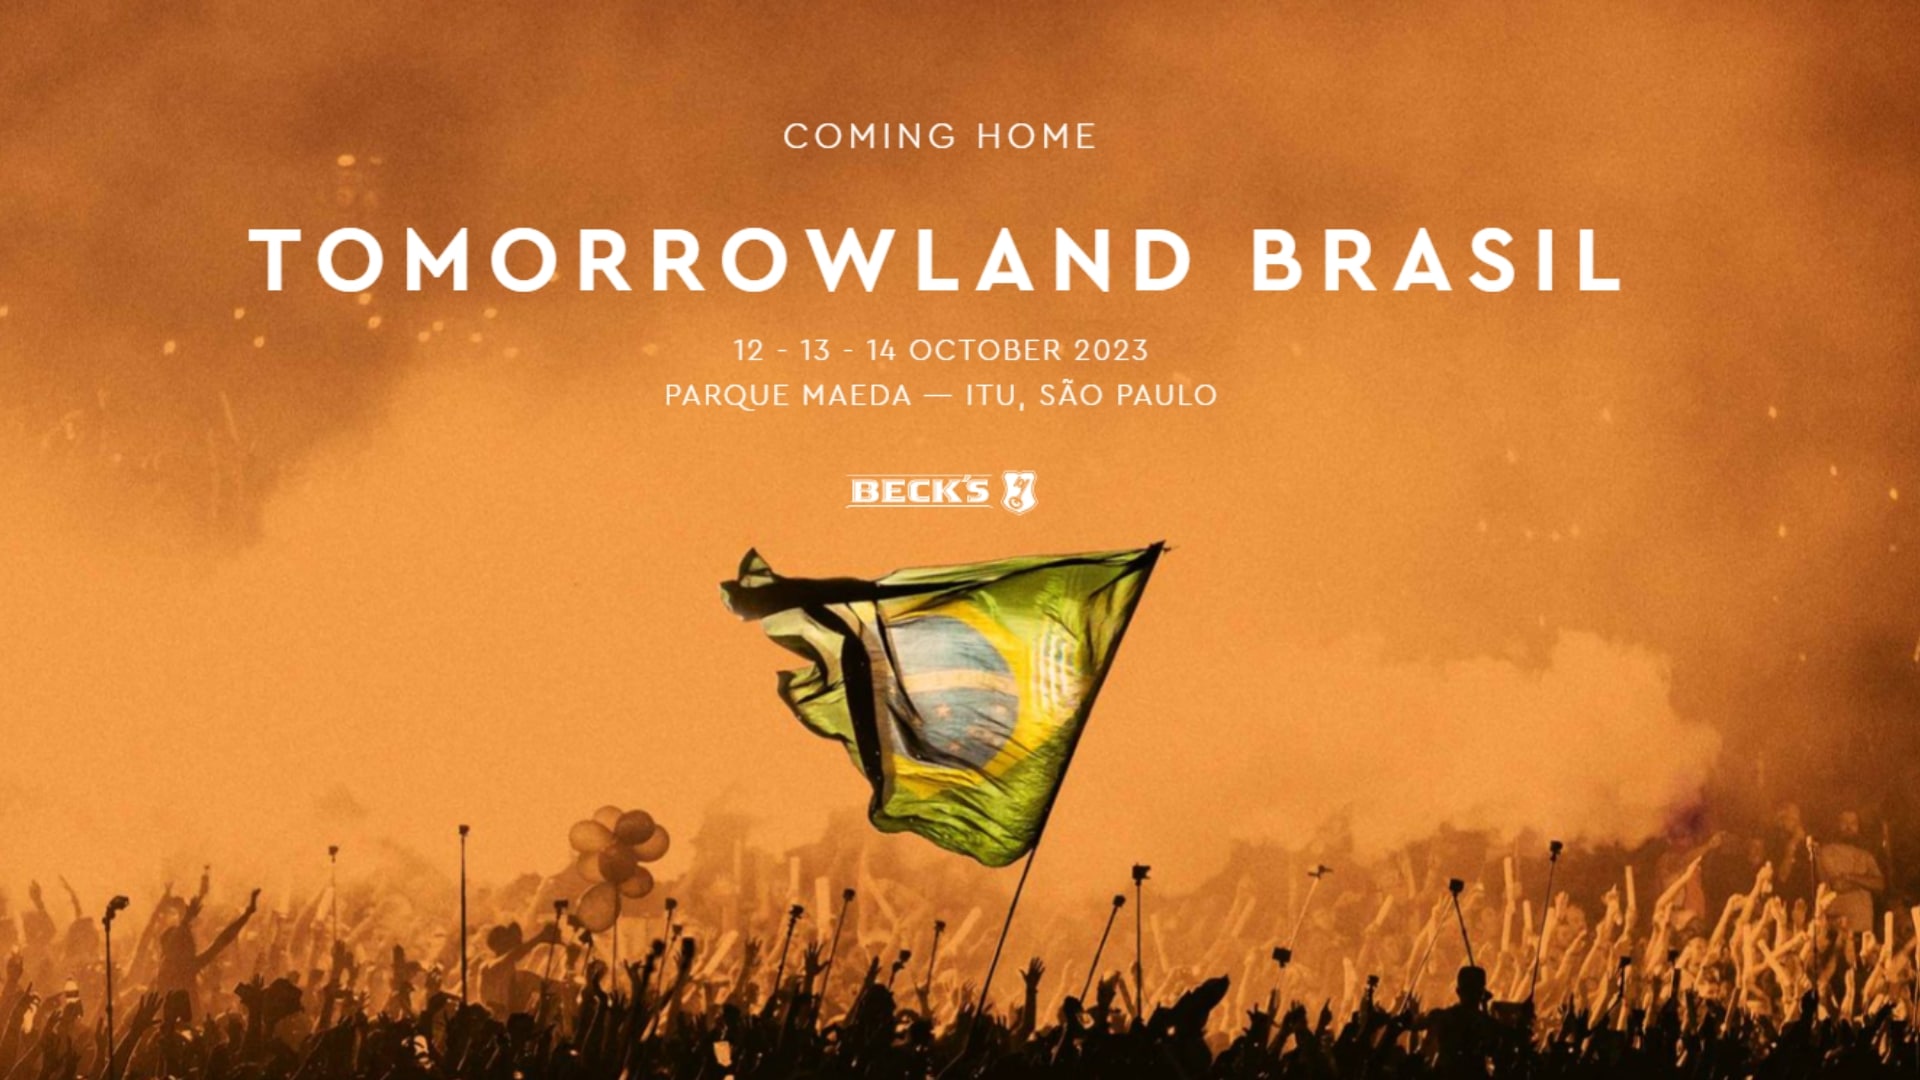 COMING HOME
TOMORROWLAND BRASIL
12 - 13 - 14 OCTOBER 2023
PARQUE MAEDA — ITU, SÃO PAULO
BECK'S